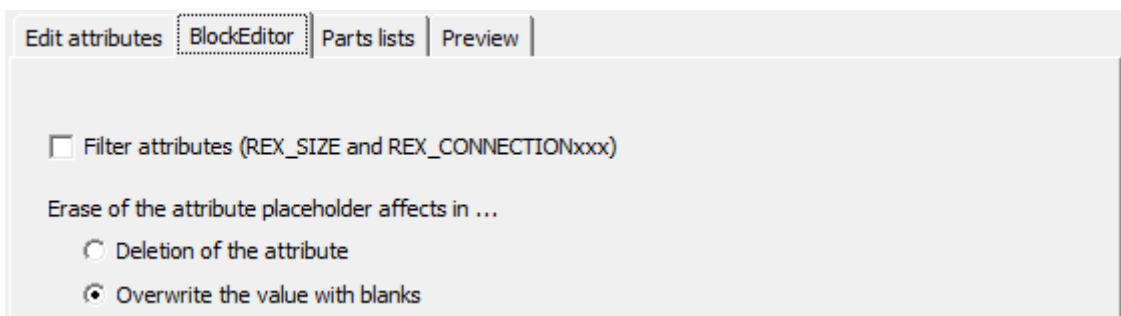 Edit attributes BlockEditor Parts lists Preview
Filter attributes (REX_SIZE and REX_CONNECTIONxxx)
Erase of the attribute placeholder affects in ...
Deletion of the attribute
Overwrite the value with blanks